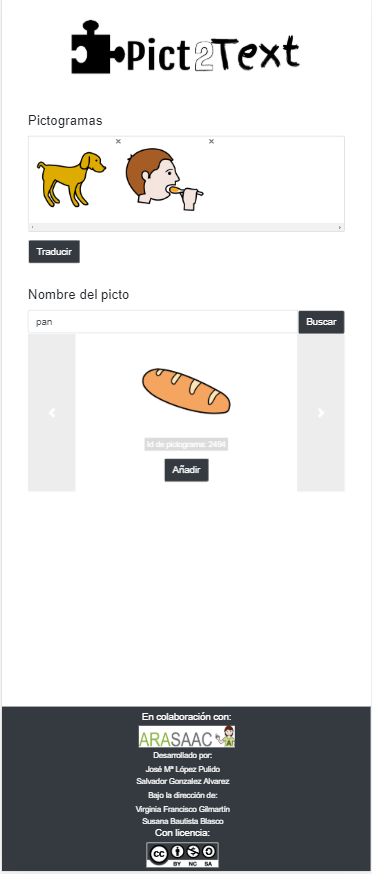 Pict2Text
Pictogramas
Traducir
Nombre del picto
pan
Buscar
Id de pictograma: 2494
Añadir
En colaboración con:
ARASAAC
Desarrollado por:
José Mª López Pulido
Salvador Gonzalez Alvarez
Bajo la dirección de:
Virginia Francisco Gilmartín
Susana Bautista Blasco
Con licencia:
CC
BY NC SA